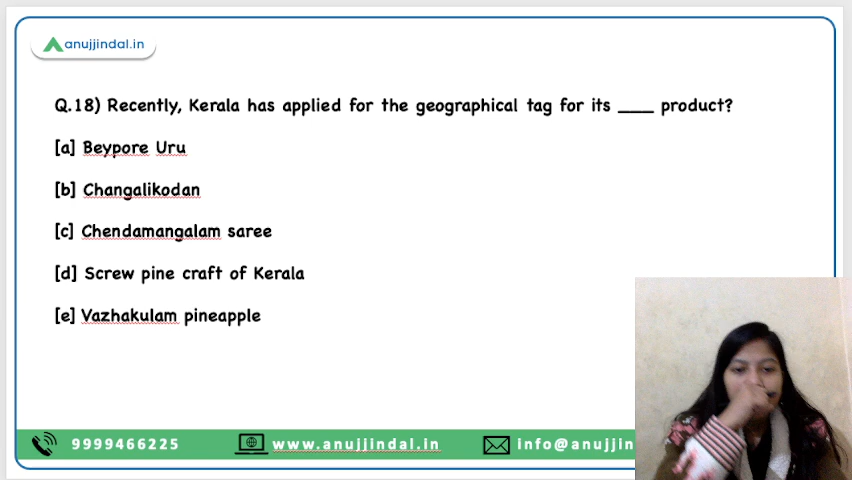 anujjindal.in
Q.18) Recently, Kerala has applied for the geographical tag for its ____ product?
[a] Beypore Uru
[b] Changalikodan
[c] Chendamangalam saree
[d] Screw pine craft of Kerala
[e] Vazhakulam pineapple
9999466225 www.anujjindal.in info@anujjin